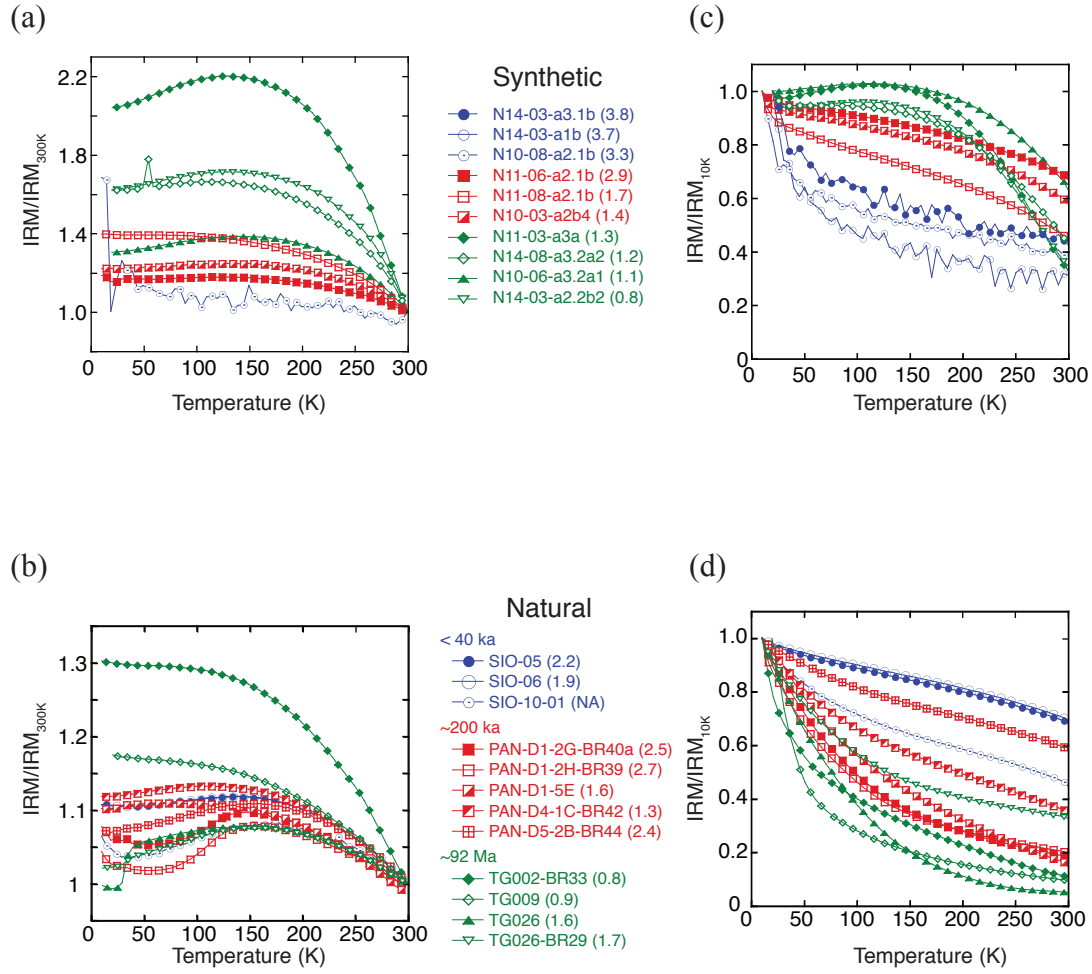 (a)
2.2
1.8
1.4
1.0
IRM/IRM300K
0 50 100 150 200 250 300
Temperature (K)
Synthetic
N14-03-a3.1b (3.8)
N14-03-a1b (3.7)
N10-08-a2.1b (3.3)
N11-06-a2.1b (2.9)
N11-08-a2.1b (1.7)
N10-03-a2b4 (1.4)
N11-03-a3a (1.3)
N14-08-a3.2a2 (1.2)
N10-06-a3.2a1 (1.1)
N14-03-a2.2b2 (0.8)
(c)
1.0
0.8
0.6
0.4
0.2
0
IRM/IRM10K
0 50 100 150 200 250 300
Temperature (K)
(b)
1.3
1.2
1.1
1
IRM/IRM300K
0 50 100 150 200 250 300
Temperature (K)
Natural
< 40 ka
SIO-05 (2.2)
SIO-06 (1.9)
SIO-10-01 (NA)
~200 ka
PAN-D1-2G-BR40a (2.5)
PAN-D1-2H-BR39 (2.7)
PAN-D1-5E (1.6)
PAN-D4-1C-BR42 (1.3)
PAN-D5-2B-BR44 (2.4)
~92 Ma
TG002-BR33 (0.8)
TG009 (0.9)
TG026 (1.6)
TG026-BR29 (1.7)
(d)
1.0
0.8
0.6
0.4
0.2
0
IRM/IRM10K
0 50 100 150 200 250 300
Temperature (K)